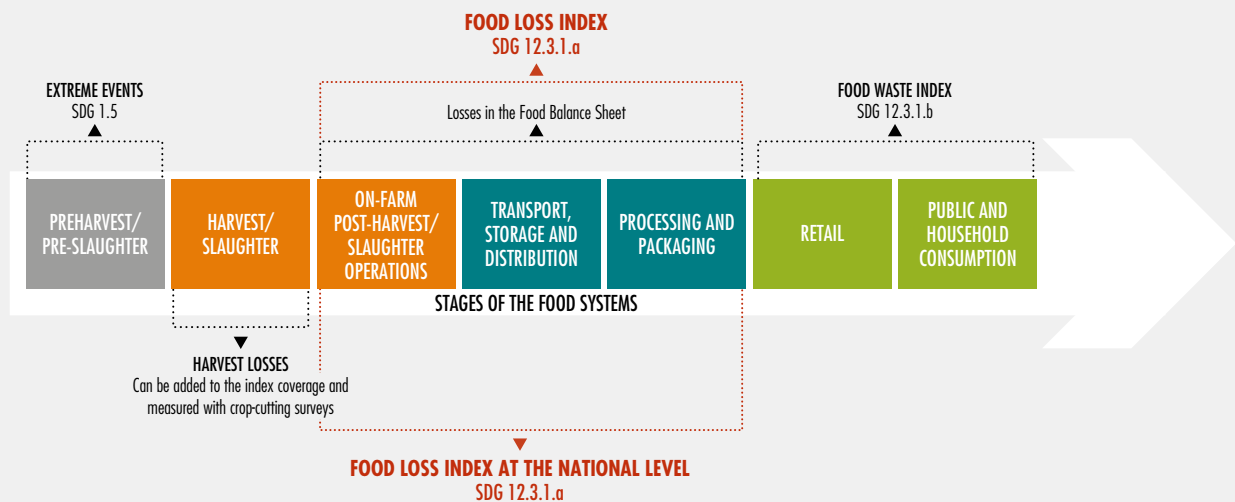 FOOD LOSS INDEX
SDG 12.3.1.a
EXTREME EVENTS
SDG 1.5
Losses in the Food Balance Sheet
FOOD WASTE INDEX
SDG 12.3.1.b
PREHARVEST/
PRE-SLAUGHTER
HARVEST/
SLAUGHTER
ON-FARM
POST-HARVEST/
SLAUGHTER
OPERATIONS
TRANSPORT,
STORAGE AND
DISTRIBUTION
PROCESSING AND
PACKAGING
RETAIL
PUBLIC AND
HOUSEHOLD
CONSUMPTION
STAGES OF THE FOOD SYSTEMS
HARVEST LOSSES
Can be added to the index coverage and
measured with crop-cutting surveys
FOOD LOSS INDEX AT THE NATIONAL LEVEL
SDG 12.3.1.a